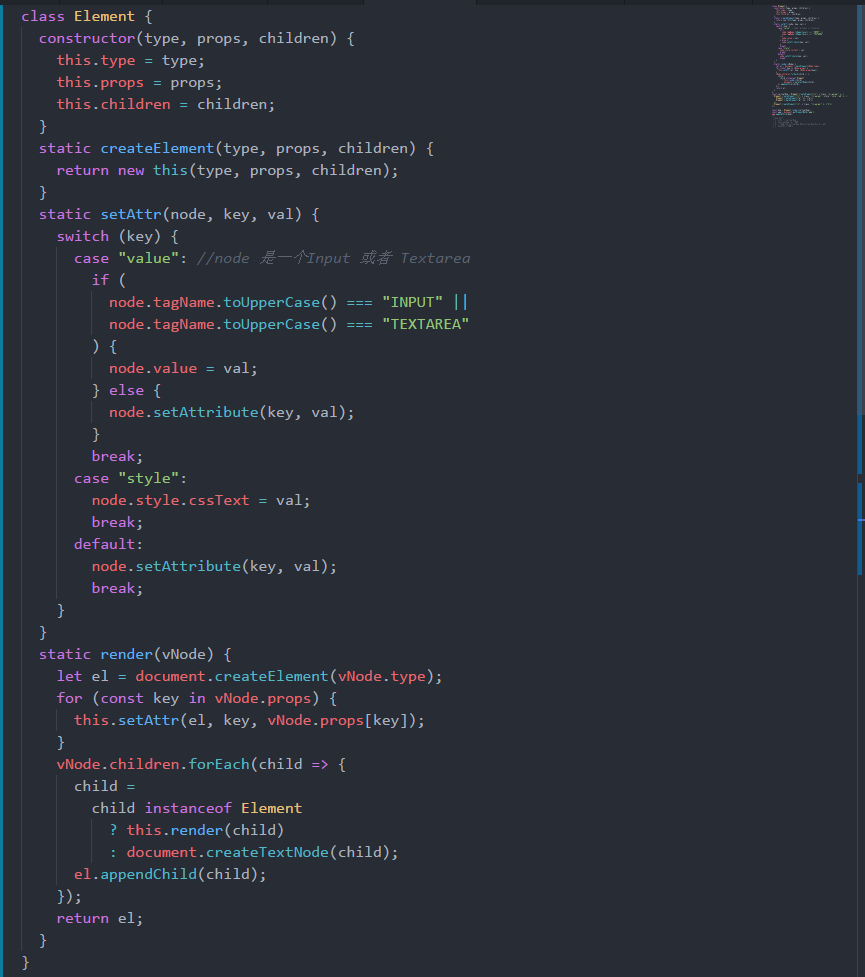 class Element {
  constructor(type, props, children) {
    this.type = type;
    this.props = props;
    this.children = children;
  }
  static createElement(type, props, children) {
    return new this(type, props, children);
  }
  static setAttr(node, key, val) {
    switch (key) {
      case "value": //node 是一个Input 或者 Textarea
        if (
          node.tagName.toUpperCase() === "INPUT" ||
          node.tagName.toUpperCase() === "TEXTAREA"
        ) {
          node.value = val;
        } else {
          node.setAttribute(key, val);
        }
        break;
      case "style":
        node.style.cssText = val;
        break;
      default:
        node.setAttribute(key, val);
        break;
    }
  }
  static render(vNode) {
    let el = document.createElement(vNode.type);
    for (const key in vNode.props) {
      this.setAttr(el, key, vNode.props[key]);
    }
    vNode.children.forEach(child => {
      child =
        child instanceof Element
          ? this.render(child)
          : document.createTextNode(child);
      el.appendChild(child);
    });
    return el;
  }
}